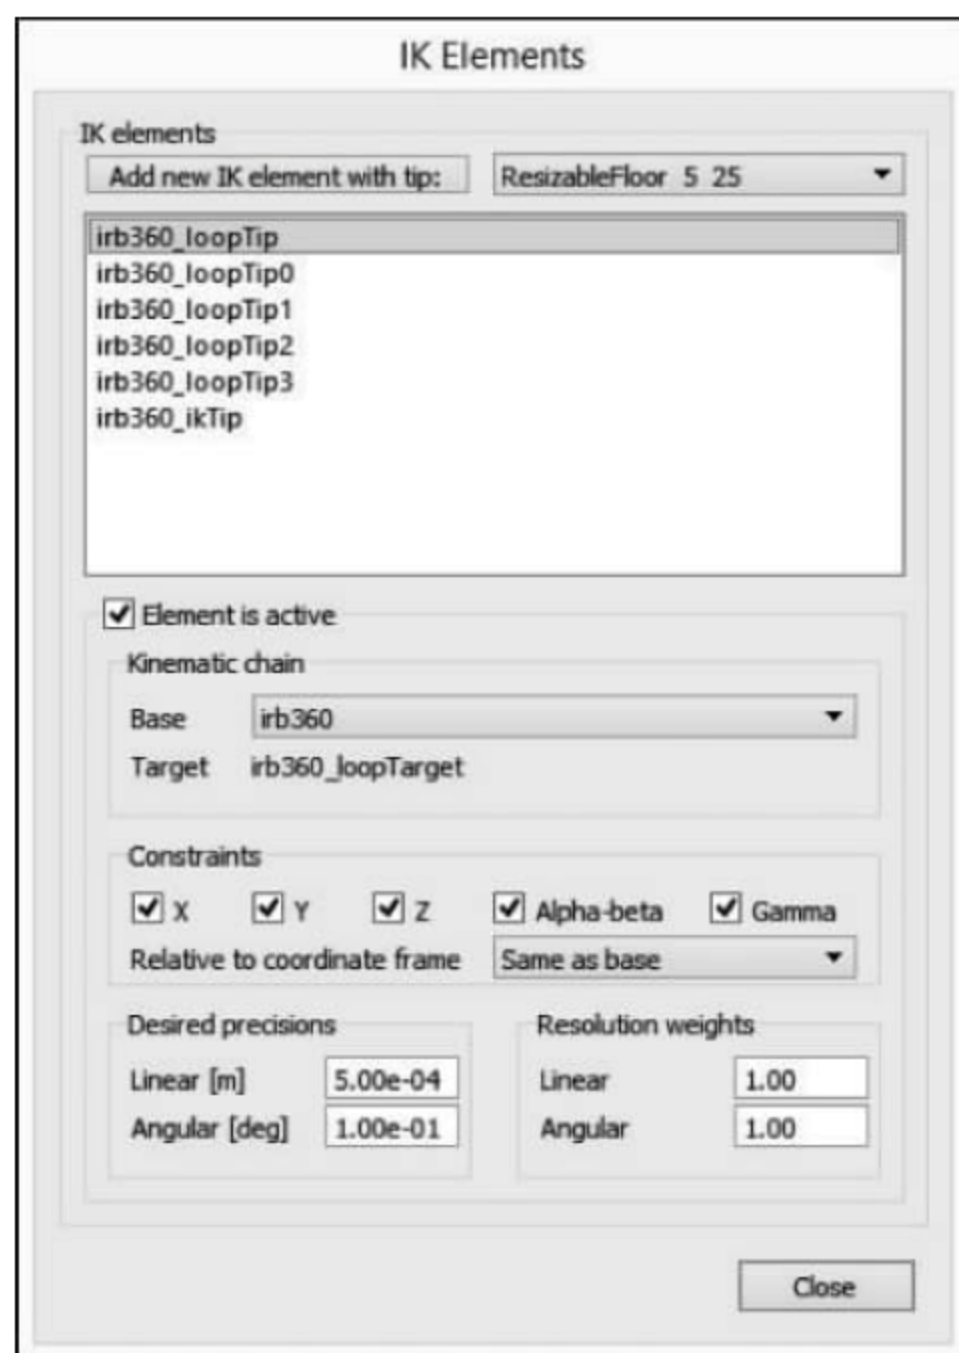 IK Elements
IK elements
Add new IK element with tip: ResizableFloor 5 25
irb360_loopTip
irb360_loopTip0
irb360_loopTip1
irb360_loopTip2
irb360_loopTip3
irb360_ikTip
Element is active
Kinematic chain
Base irb360
Target irb360_loopTarget
Constraints
X Y Z Alpha-beta Gamma
Relative to coordinate frame Same as base
Desired precisions Resolution weights
Linear [m] 5.00e-04 Linear 1.00
Angular [deg] 1.00e-01 Angular 1.00
Close